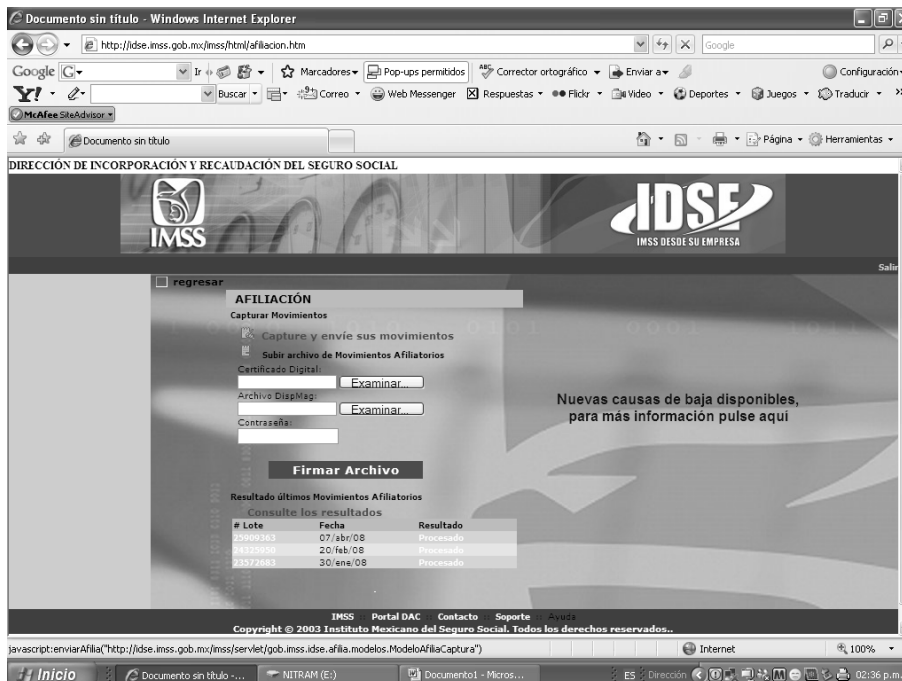 Documento sin título - Windows Internet Explorer
http://idse.imss.gob.mx/imss/html/afiliacion.htm
Google
Google G
Ir
Marcadores
Pop-ups permitidos
Corrector ortográfico
Enviar a
Configuración
Y!
Buscar
Correo
Web Messenger
Respuestas
Flickr
Video
Deportes
Juegos
Traducir
McAfee SiteAdvisor
Documento sin título
Página
Herramientas
DIRECCIÓN DE INCORPORACIÓN Y RECAUDACIÓN DEL SEGURO SOCIAL
IMSS
IDSE
IMSS DESDE SU EMPRESA
Salir
regresar
AFILIACIÓN
Capturar Movimientos
Capture y envíe sus movimientos
Subir archivo de Movimientos Afiliatorios
Certificado Digital:
Examinar...
Archivo DispMag:
Examinar...
Contraseña:
Firmar Archivo
Nuevas causas de baja disponibles,
para más información pulse aquí
Resultado últimos Movimientos Afiliatorios
Consulte los resultados
# Lote Fecha Resultado
25909363 07/abr/08 Procesado
24325950 20/feb/08 Procesado
23572683 30/ene/08 Procesado
IMSS :: Portal DAC :: Contacto :: Soporte :: Ayuda
Copyright © 2003 Instituto Mexicano del Seguro Social. Todos los derechos reservados..
javascript:enviarAfilia("http://idse.imss.gob.mx/imss/servlet/gob.imss.idse.afilia.modelos.ModeloAfiliaCaptura")
Internet
100%
Inicio
Documento sin título -...
NITRAM (E:)
Documento1 - Micros...
ES
Dirección
02:36 p.m.